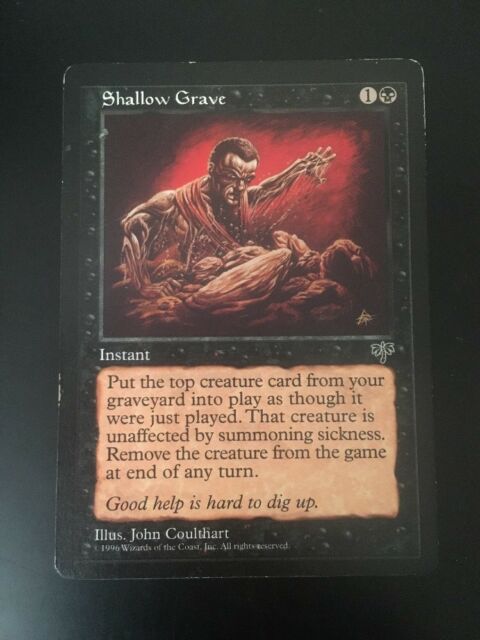 Shallow Grave 1
Instant
Put the top creature card from your
graveyard into play as though it
were just played. That creature is
unaffected by summoning sickness.
Remove the creature from the game
at end of any turn.
Good help is hard to dig up.
Illus. John Coulthart
© 1996 Wizards of the Coast, Inc. All rights reserved.